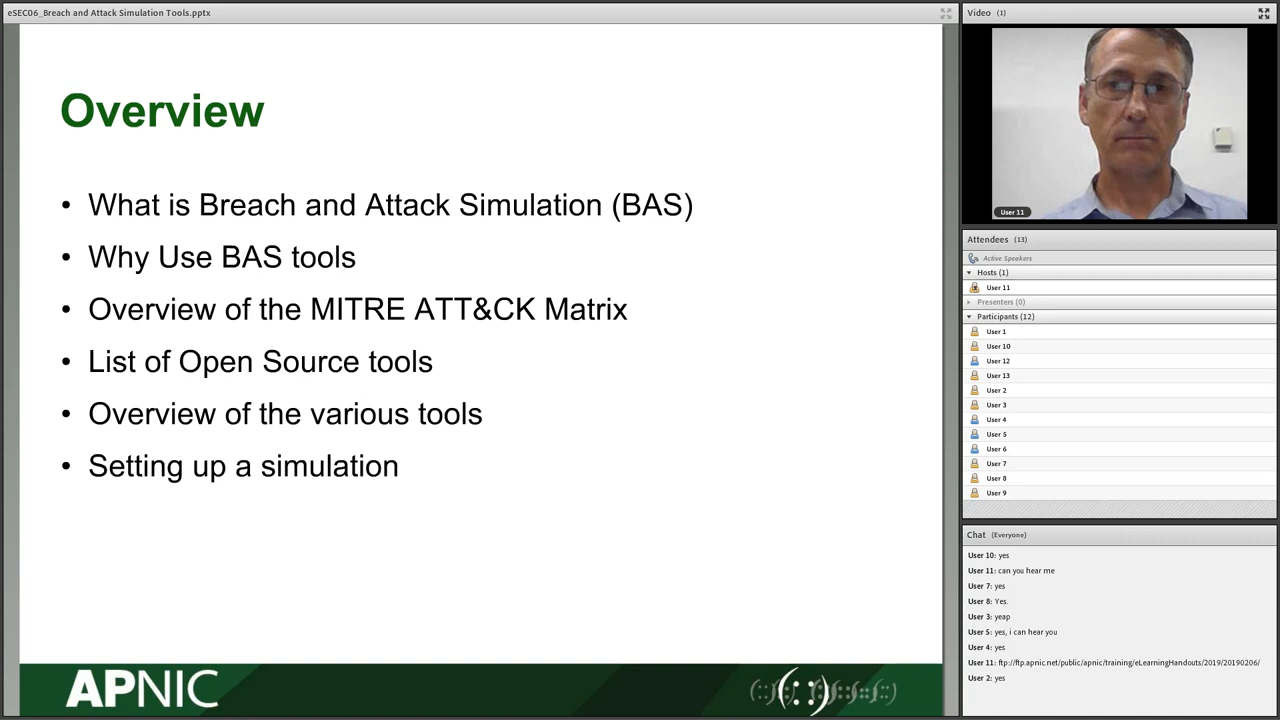 eSEC06_Breach and Attack Simulation Tools.pptx
Overview
• What is Breach and Attack Simulation (BAS)
• Why Use BAS tools
• Overview of the MITRE ATT&CK Matrix
• List of Open Source tools
• Overview of the various tools
• Setting up a simulation
APNIC
(::)
Video (1)
User 11
Attendees (13)
Active Speakers
Hosts (1)
User 11
Presenters (0)
Participants (12)
User 1
User 10
User 12
User 13
User 2
User 3
User 4
User 5
User 6
User 7
User 8
User 9
Chat (Everyone)
User 10: yes
User 11: can you hear me
User 7: yes
User 8: Yes.
User 3: yeap
User 5: yes, i can hear you
User 4: yes
User 11: ftp://ftp.apnic.net/public/apnic/training/eLearningHandouts/2019/20190206/
User 2: yes